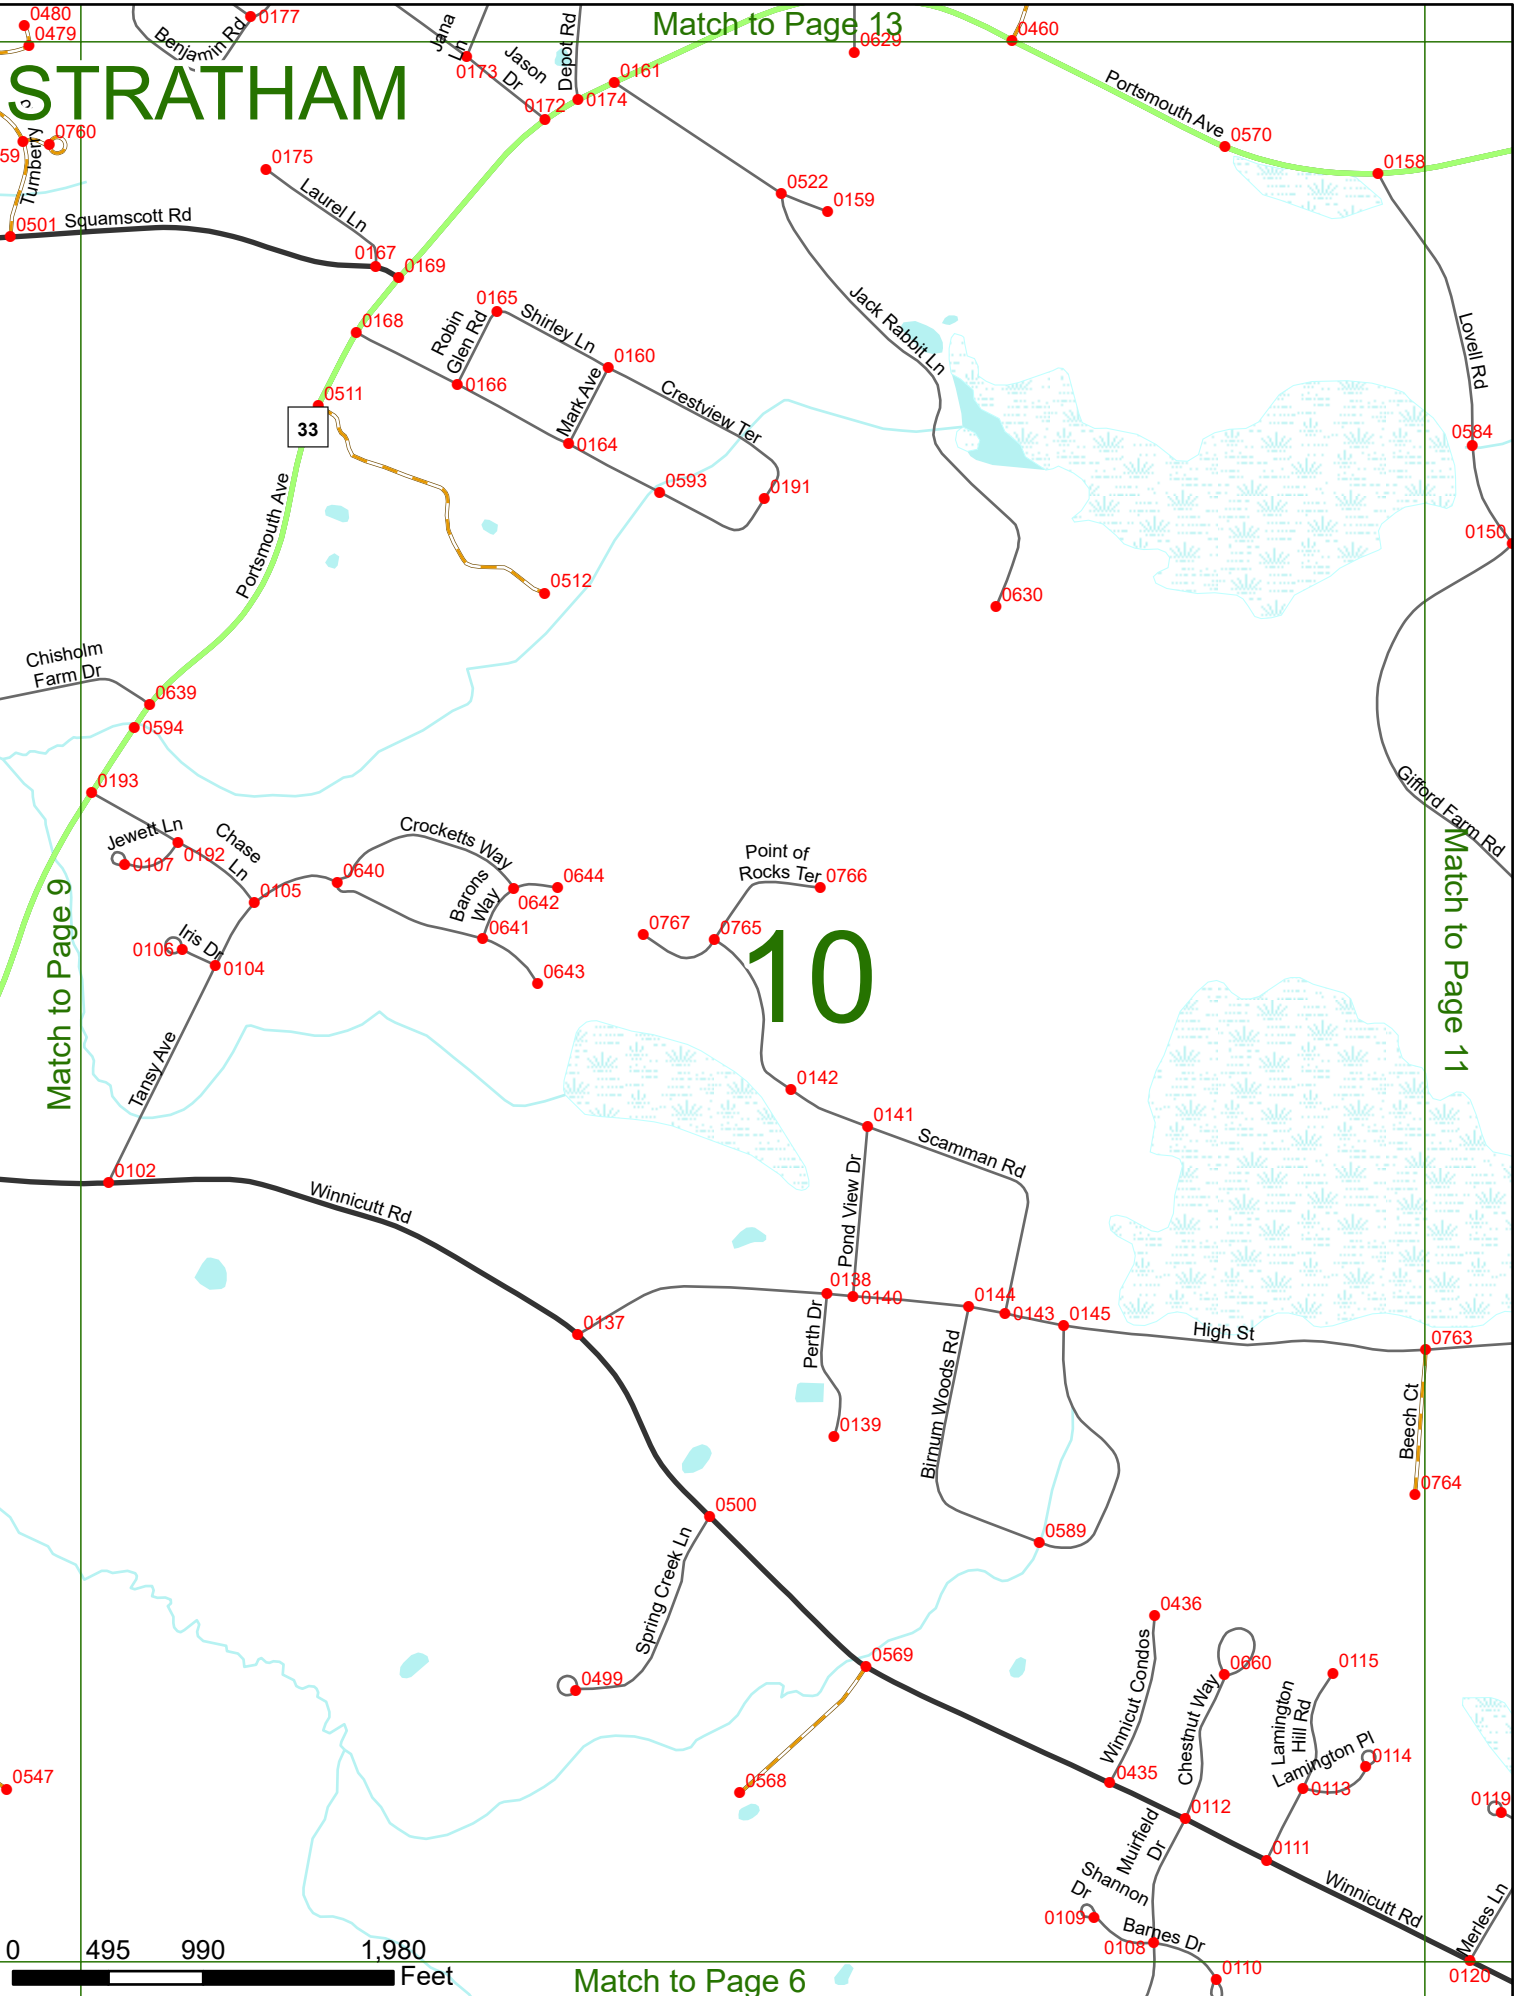 Match to Page 13
STRATHAM
10
Match to Page 9
Match to Page 11
Match to Page 6
0 495 990 1,980
Feet
33
0480
0479
0177
Benjamin Rd
Jana
Ln
0173
Jason
Dr
Depot Rd
0172
0174
0161
0629
0460
Portsmouth Ave
0570
0158
59
0760
Turnberry
0501
Squamscott Rd
0175
Laurel Ln
0167
0169
0522
0159
0168
Robin
Glen Rd
0165
Shirley Ln
0160
0166
Mark Ave
Crestview Ter
0164
0593
0191
Jack Rabbit Ln
Lovell Rd
0584
0150
0511
Portsmouth Ave
0512
0630
Chisholm
Farm Dr
0639
0594
0193
Gifford Farm Rd
Jewett Ln
0107
0192
Chase
Ln
0105
0640
Crocketts Way
Barons
Way
0642
0644
0641
0643
Point of
Rocks Ter
0766
0767
0765
0106
Iris Dr
0104
Tansy Ave
0102
0142
0141
Scamman Rd
Pond View Dr
Winnicutt Rd
0137
0138
0140
0144
0143
0145
High St
0763
Perth Dr
0139
Birnum Woods Rd
Beech Ct
0764
0500
0589
Spring Creek Ln
0499
0569
0568
0436
Winnicut Condos
0435
0660
Chestnut Way
0115
Lamington
Hill Rd
Lamington Pl
0114
0113
0112
0111
0119
0547
Muirfield
Dr
Shannon
Dr
0109
Barnes Dr
0108
0110
Winnicutt Rd
Merles Ln
0120